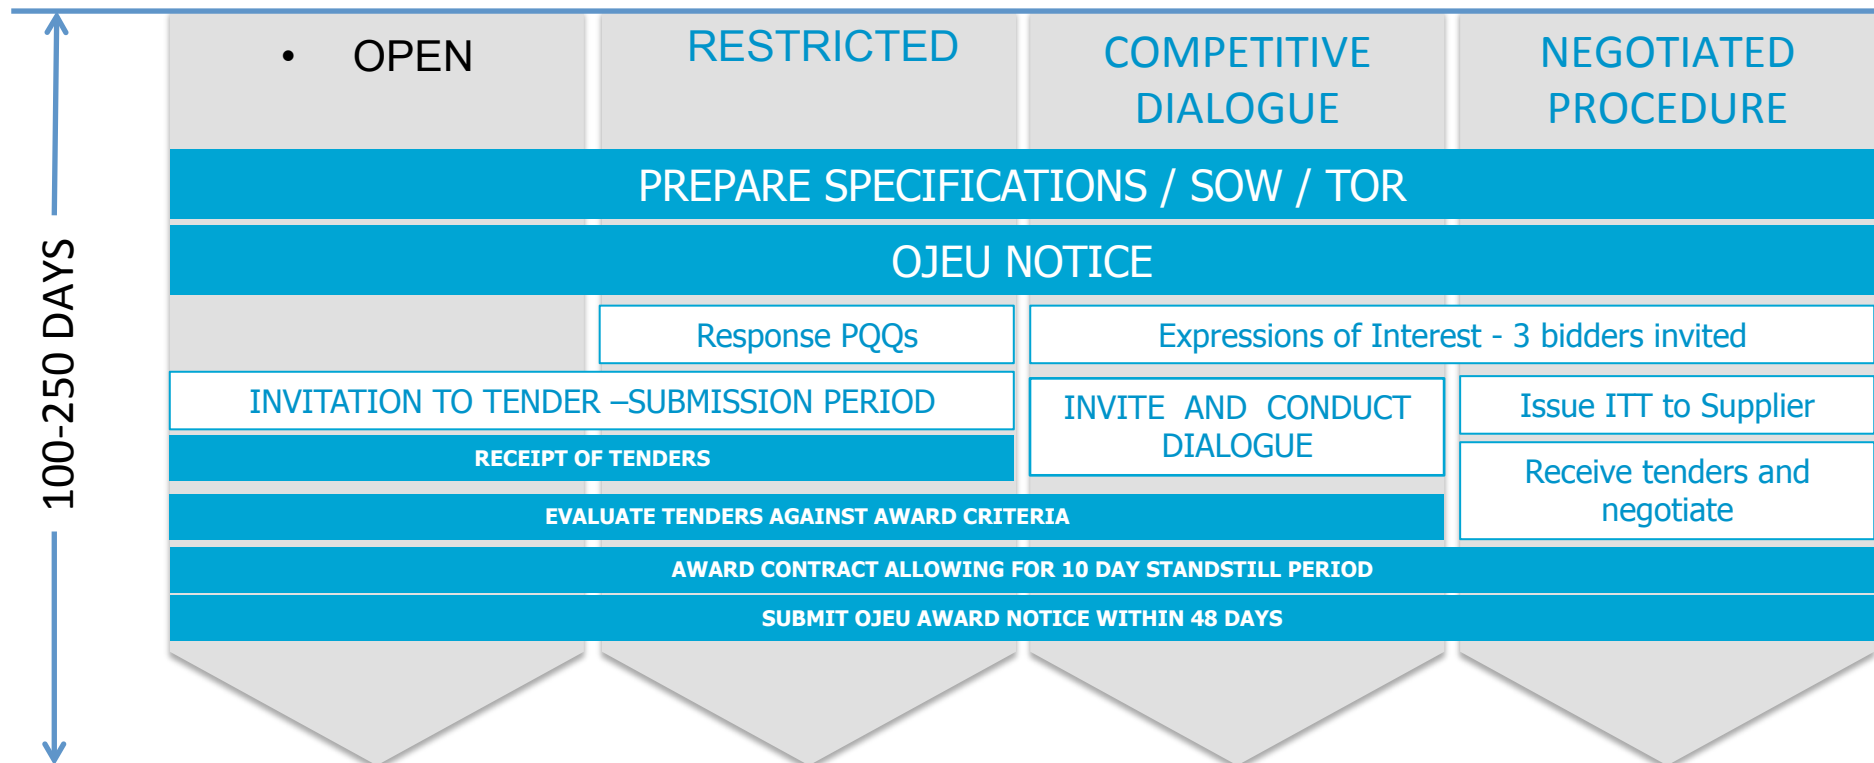 • OPEN
RESTRICTED
COMPETITIVE
DIALOGUE
NEGOTIATED
PROCEDURE
100-250 DAYS
PREPARE SPECIFICATIONS / SOW / TOR
OJEU NOTICE
Response PQQs
Expressions of Interest - 3 bidders invited
INVITATION TO TENDER –SUBMISSION PERIOD
INVITE AND CONDUCT
DIALOGUE
Issue ITT to Supplier
RECEIPT OF TENDERS
Receive tenders and
negotiate
EVALUATE TENDERS AGAINST AWARD CRITERIA
AWARD CONTRACT ALLOWING FOR 10 DAY STANDSTILL PERIOD
SUBMIT OJEU AWARD NOTICE WITHIN 48 DAYS